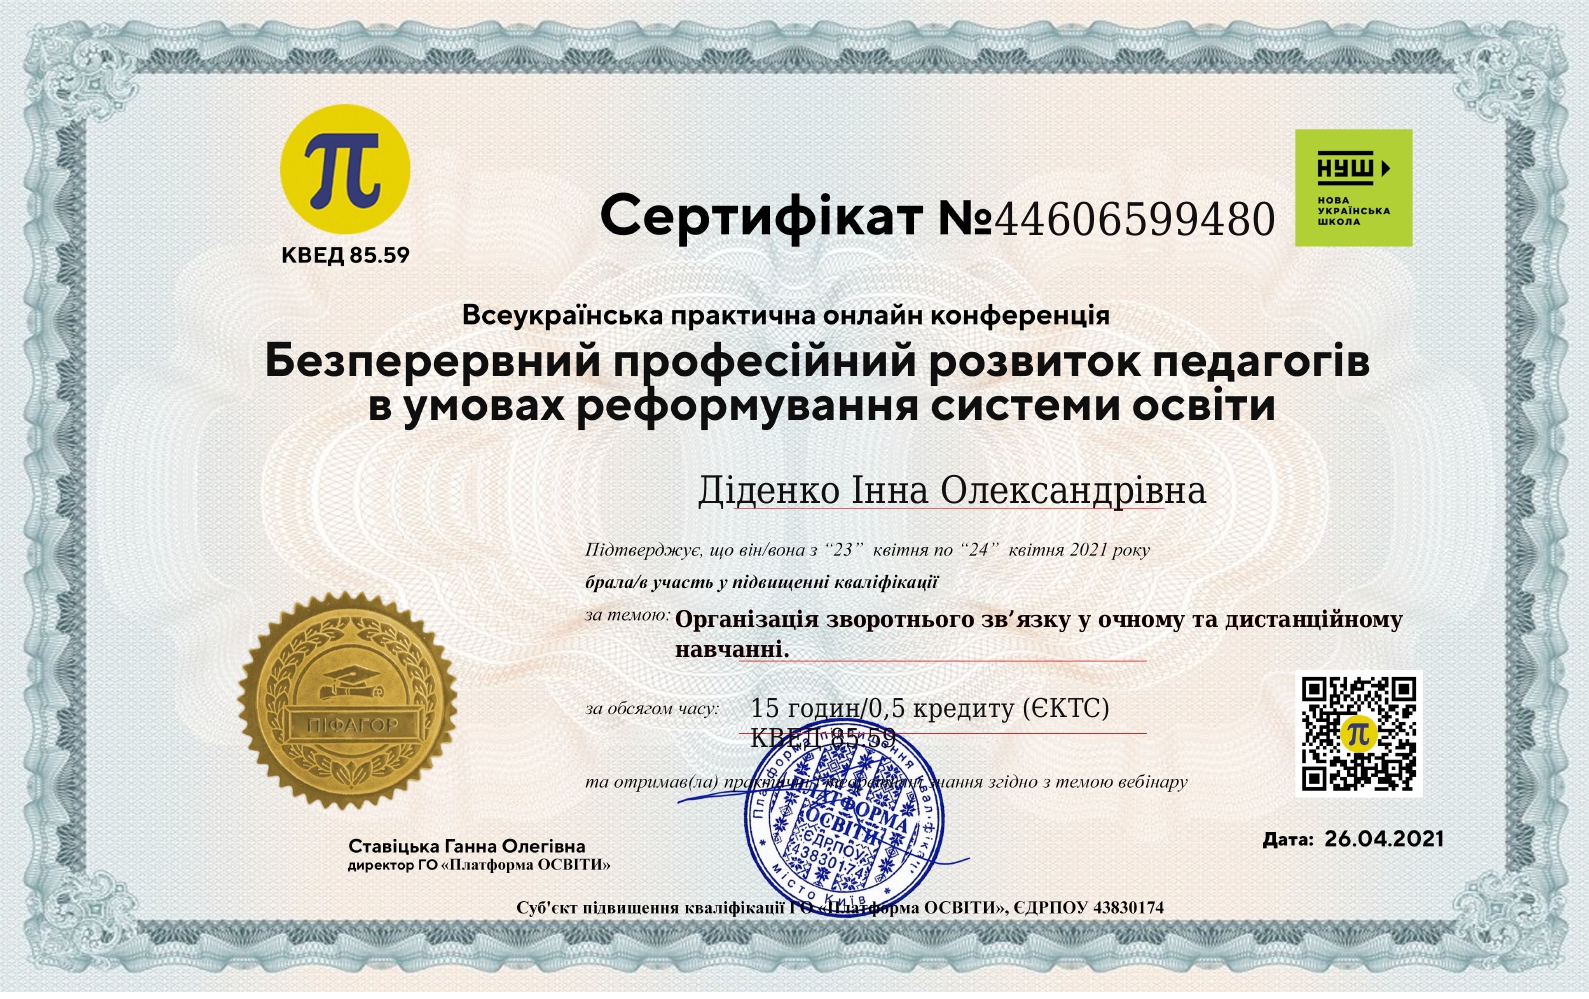 π
КВЕД 85.59
Сертифікат №44606599480
НУШ
НОВА
УКРАЇНСЬКА
ШКОЛА
Всеукраїнська практична онлайн конференція
Безперервний професійний розвиток педагогів
в умовах реформування системи освіти
Діденко Інна Олександрівна
Підтверджує, що він/вона з “23” квітня по “24” квітня 2021 року
брала/в участь у підвищенні кваліфікації
за темою: Організація зворотнього зв’язку у очному та дистанційному
навчанні.
за обсягом часу: 15 годин/0,5 кредиту (ЄКТС)
КВЕД 85.59
та отримав(ла) знання згідно з темою вебінару
ПІФАГОР
π
Платформа підвищення
ПЛАТФОРМА
ОСВІТИ
ЄДРПОУ
43830174
місто Київ
Ставіцька Ганна Олегівна
директор ГО «Платформа ОСВІТИ»
Дата: 26.04.2021
Суб'єкт підвищення кваліфікації ГО «Платформа ОСВІТИ», ЄДРПОУ 43830174